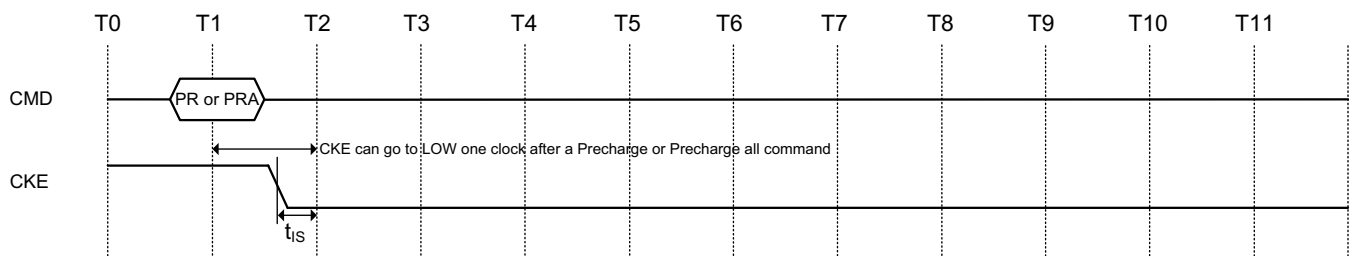 T0 T1 T2 T3 T4 T5 T6 T7 T8 T9 T10 T11
CMD PR or PRA
CKE can go to LOW one clock after a Precharge or Precharge all command
CKE
tIS